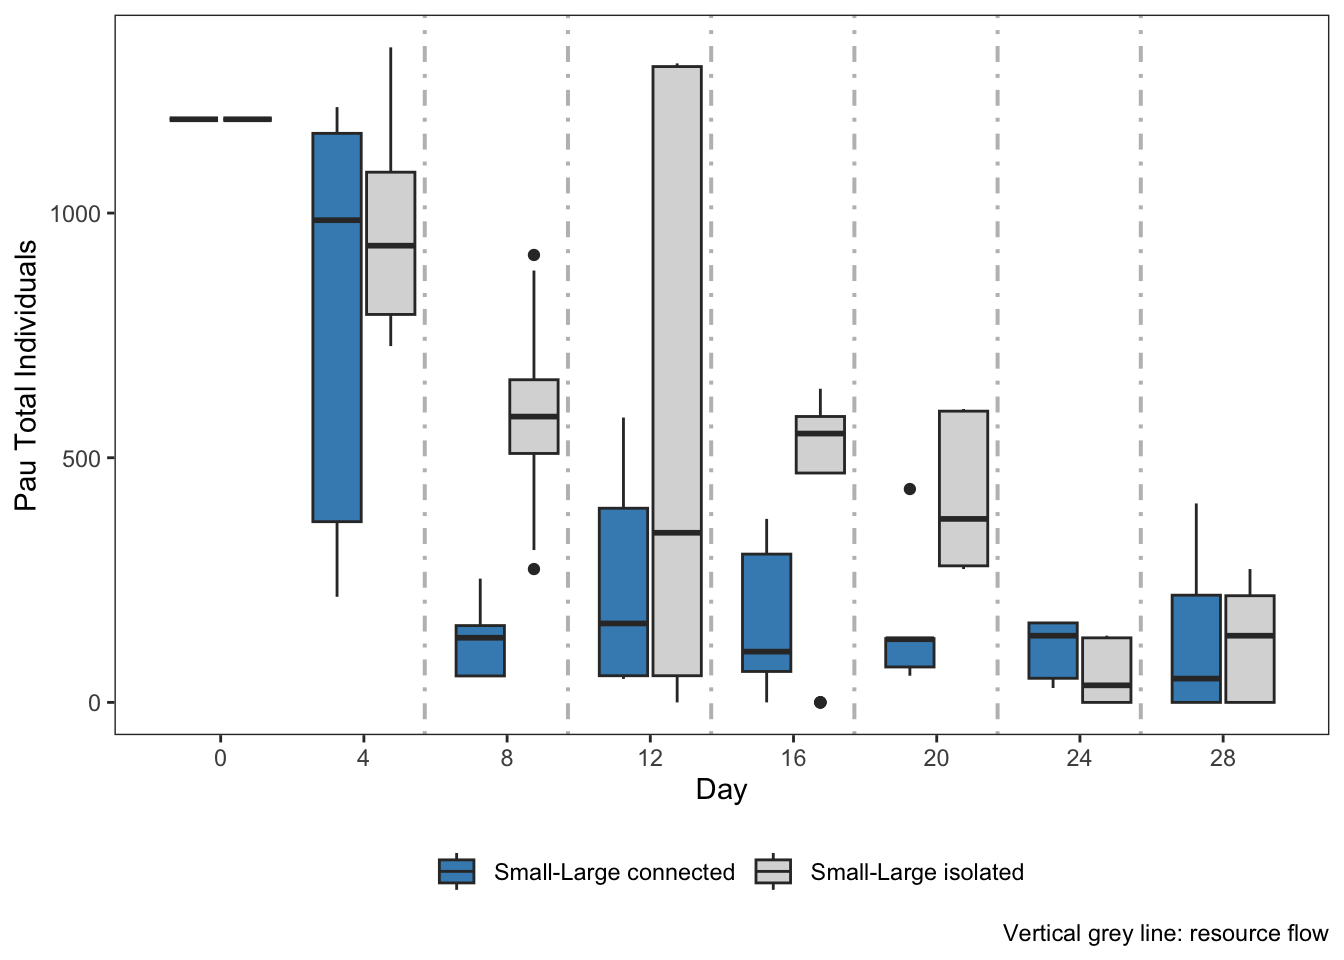 Pau Total Individuals
1000
500
0
0 4 8 12 16 20 24 28
Day
Small-Large connected Small-Large isolated
Vertical grey line: resource flow